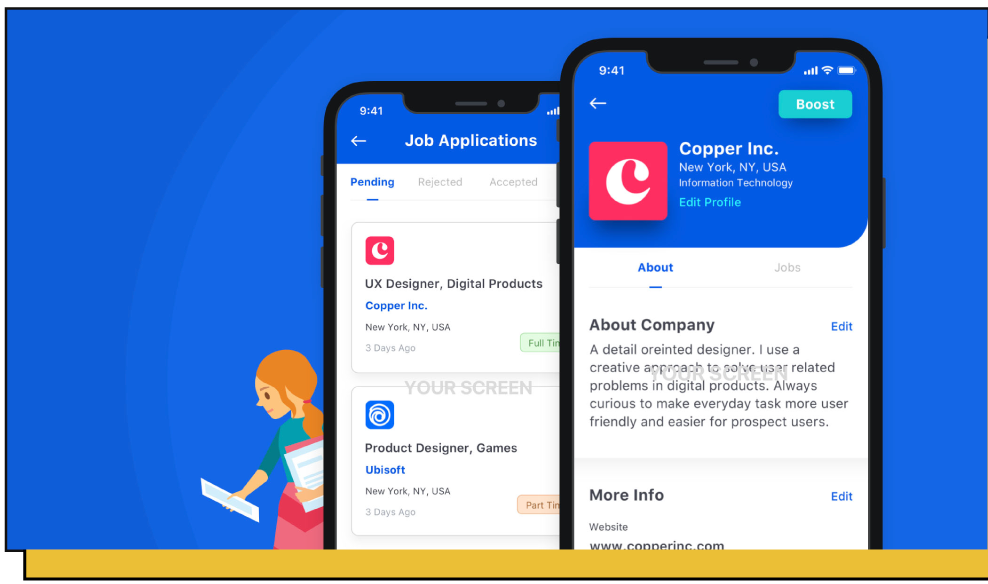 9:41
Job Applications
Pending Rejected Accepted
UX Designer, Digital Products
Copper Inc.
New York, NY, USA
3 Days Ago
Full Tim
YOUR SCREEN
Product Designer, Games
Ubisoft
New York, NY, USA
3 Days Ago
Part Tim
9:41
Boost
Copper Inc.
New York, NY, USA
Information Technology
Edit Profile
About Jobs
About Company Edit
A detail oreinted designer. I use a
creative approach to solve user related
YOUR SCREEN
problems in digital products. Always
curious to make everyday task more user
friendly and easier for prospect users.
More Info Edit
Website
www.copperinc.com